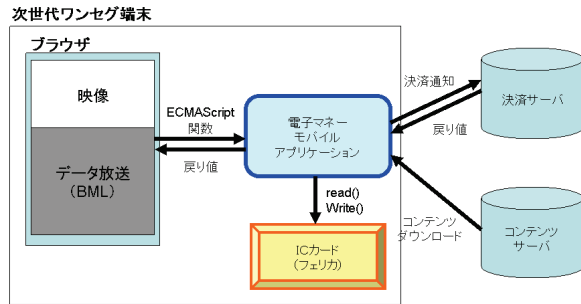 次世代ワンセグ端末
ブラウザ
映像
データ放送
(BML)
ECMAScript
関数
戻り値
電子マネー
モバイル
アプリケーション
read()
Write()
ICカード
(フェリカ)
決済通知
戻り値
決済サーバ
コンテンツ
ダウンロード
コンテンツ
サーバ